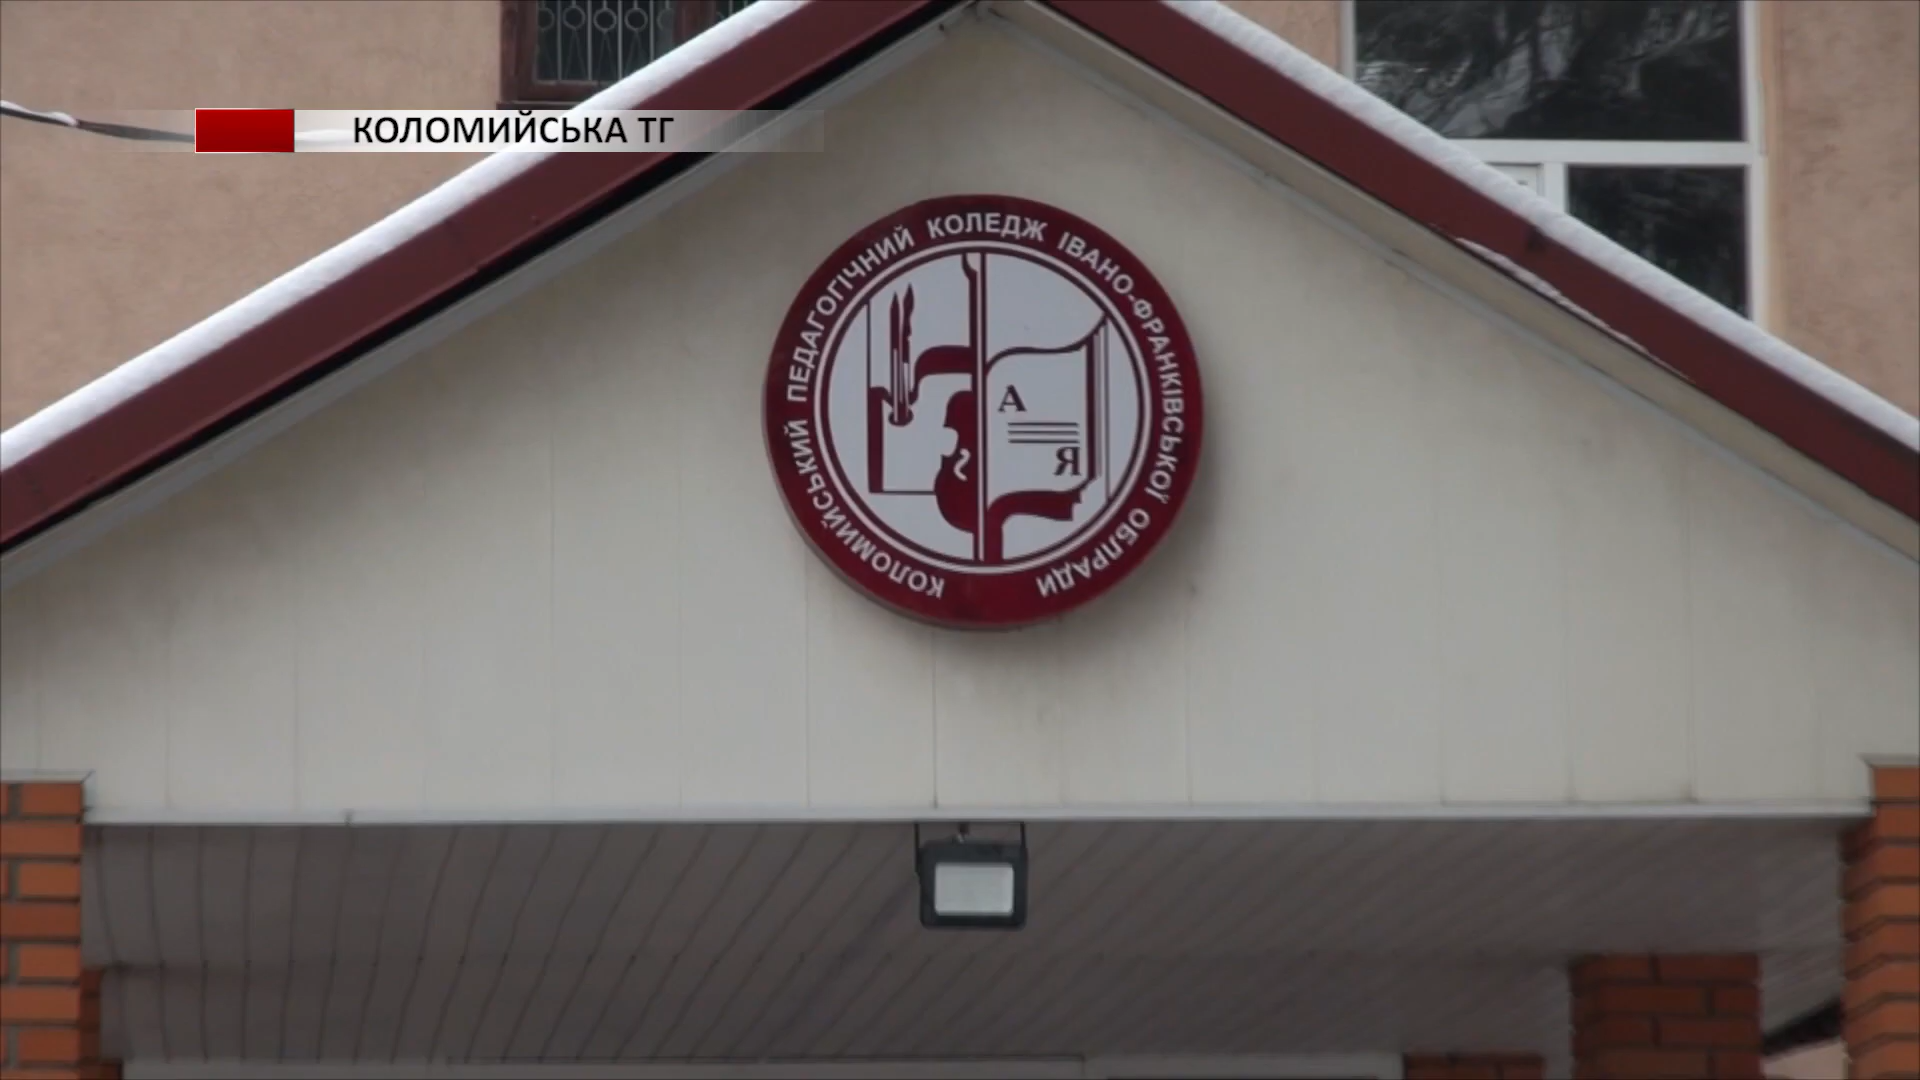 КОЛОМИЙСЬКА ТГ
КОЛОМИЙСЬКИЙ ПЕДАГОГІЧНИЙ КОЛЕДЖ ІВАНО-ФРАНКІВСЬКОЇ ОБЛРАДИ
А
Я